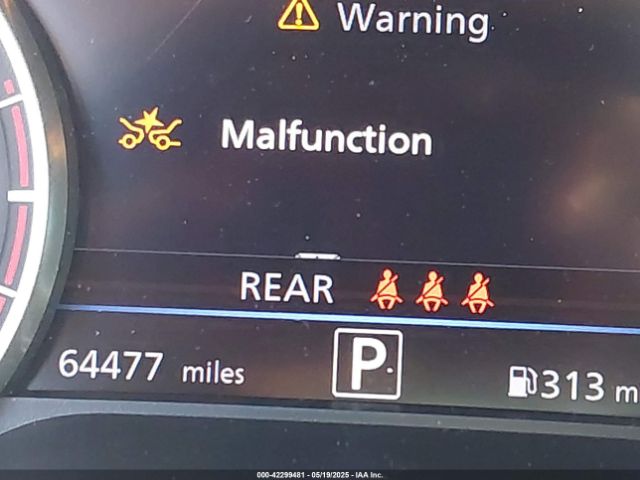 Warning
Malfunction
REAR
64477 miles
P
313 m
000-42299481 - 05/19/2025 - IAA Inc.